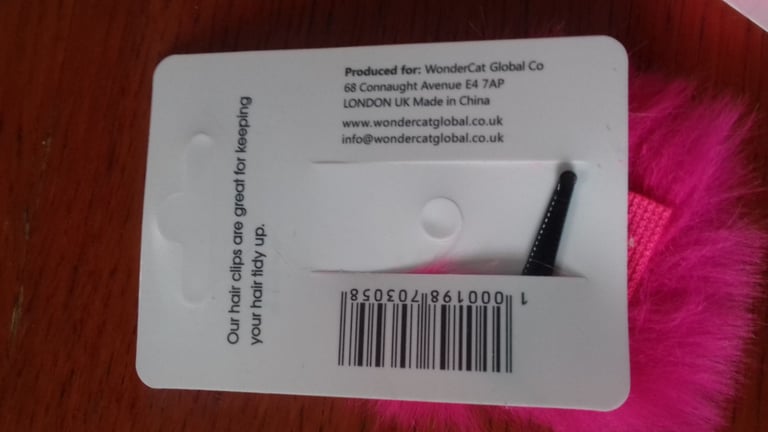 Produced for: WonderCat Global Co
68 Connaught Avenue E4 7AP
LONDON UK Made in China
www.wondercatglobal.co.uk
info@wondercatglobal.co.uk
Our hair clips are great for keeping
your hair tidy up.
1 000198 703058